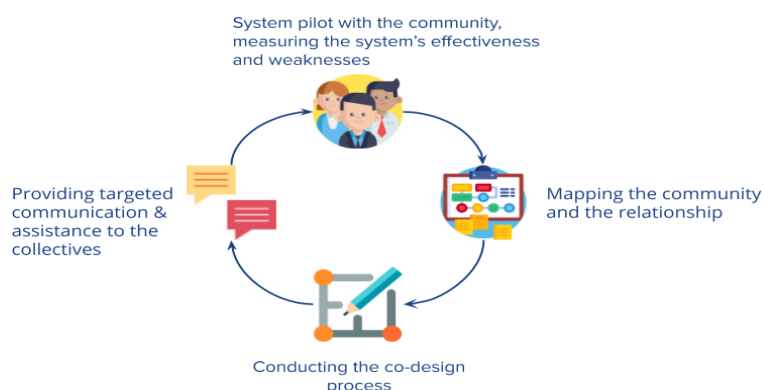 System pilot with the community,
measuring the system's effectiveness
and weaknesses
Providing targeted
communication &
assistance to the
collectives
Mapping the community
and the relationship
Conducting the co-design
process